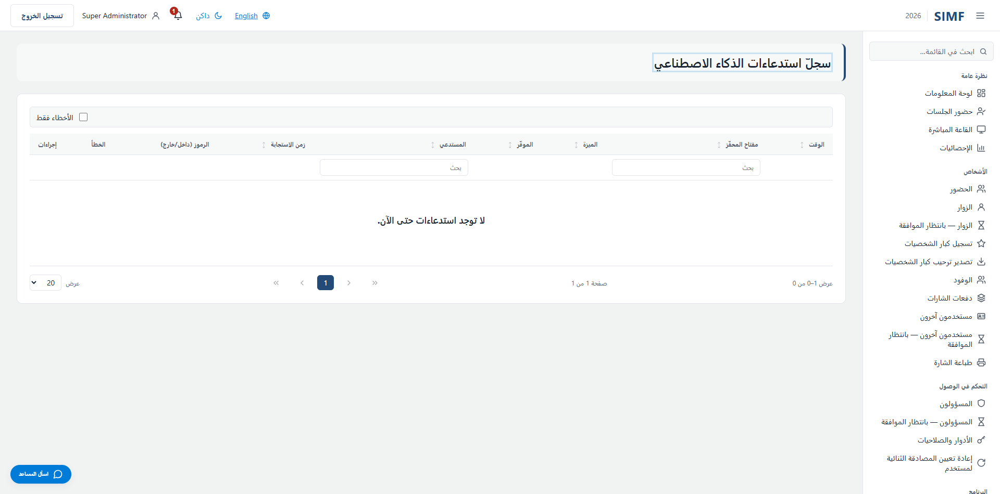 SIMF
2026
English
داكن
1
Super Administrator
تسجيل الخروج
ابحث في القائمة...
نظرة عامة
لوحة المعلومات
حضور الجلسات
القاعة المباشرة
الإحصائيات
الأشخاص
الحضور
الزوار
الزوار — بانتظار الموافقة
تسجيل كبار الشخصيات
تصدير ترحيب كبار الشخصيات
الوفود
دفعات الشارات
مستخدمون آخرون
مستخدمون آخرون — بانتظار
الموافقة
طباعة الشارة
التحكم في الوصول
المسؤولون
المسؤولون — بانتظار الموافقة
الأدوار والصلاحيات
إعادة تعيين المصادقة الثنائية
لمستخدم
البرنامج
سجلّ استدعاءات الذكاء الاصطناعي
الأخطاء فقط
الوقت مفتاح المحفّز الميزة الموفّر المستدعي زمن الاستجابة الرموز (داخل/خارج) الخطأ إجراءات
بحث بحث
لا توجد استدعاءات حتى الآن.
عرض 1–0 من 0
صفحة 1 من 1
« ‹ 1 › »
عرض 20
اسأل المساعد